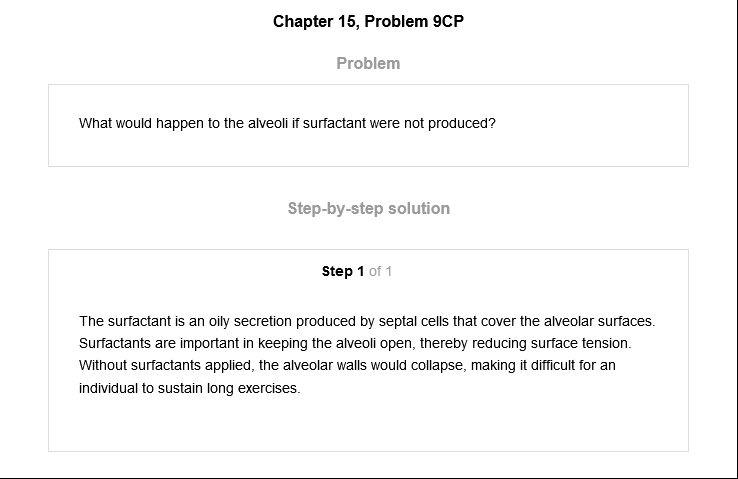 Chapter 15, Problem 9CP
Problem
What would happen to the alveoli if surfactant were not produced?
Step-by-step solution
Step 1 of 1
The surfactant is an oily secretion produced by septal cells that cover the alveolar surfaces.
Surfactants are important in keeping the alveoli open, thereby reducing surface tension.
Without surfactants applied, the alveolar walls would collapse, making it difficult for an
individual to sustain long exercises.